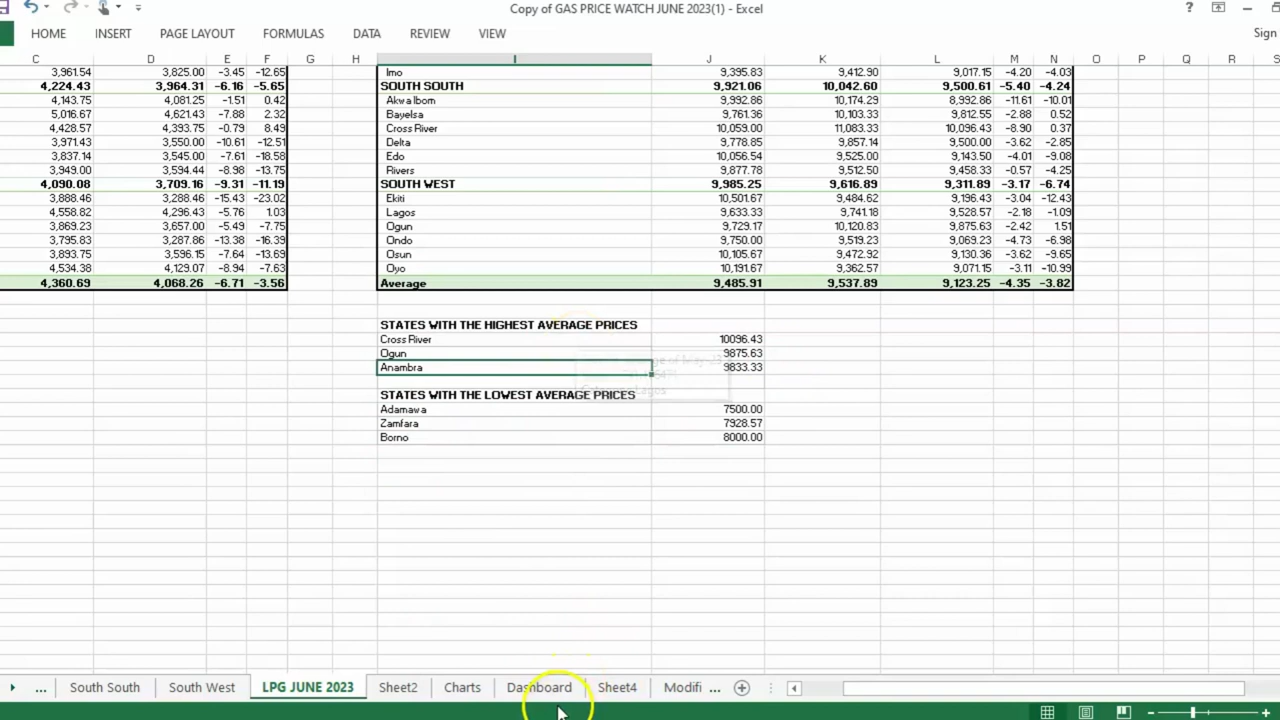 Copy of GAS PRICE WATCH JUNE 2023(1) - Excel
?
HOME INSERT PAGE LAYOUT FORMULAS DATA REVIEW VIEW Sign
C D E F G H I J K L M N O P Q R S
3,961.54 3,825.00 -3.45 -12.65 Imo 9,395.83 9,412.90 9,017.15 -4.20 -4.03
4,224.43 3,964.31 -6.16 -5.65 SOUTH SOUTH 9,921.06 10,042.60 9,500.61 -5.40 -4.24
4,143.75 4,081.25 -1.51 0.42 Akwa Ibom 9,992.86 10,174.29 8,992.86 -11.61 -10.01
5,016.67 4,621.43 -7.88 2.32 Bayelsa 9,761.36 10,103.33 9,812.55 -2.88 0.52
4,428.57 4,393.75 -0.79 8.49 Cross River 10,059.00 11,083.33 10,096.43 -8.90 0.37
3,971.43 3,550.00 -10.61 -12.51 Delta 9,778.85 9,857.14 9,500.00 -3.62 -2.85
3,837.14 3,545.00 -7.61 -18.58 Edo 10,056.54 9,525.00 9,143.50 -4.01 -9.08
3,949.00 3,594.44 -8.98 -13.75 Rivers 9,877.78 9,512.50 9,458.33 -0.57 -4.25
4,090.08 3,709.16 -9.31 -11.19 SOUTH WEST 9,985.25 9,616.89 9,311.89 -3.17 -6.74
3,888.46 3,288.46 -15.43 -23.02 Ekiti 10,501.67 9,484.62 9,196.43 -3.04 -12.43
4,558.82 4,296.43 -5.76 1.03 Lagos 9,633.33 9,741.18 9,528.57 -2.18 -1.09
3,869.23 3,657.00 -5.49 -7.75 Ogun 9,729.17 10,120.83 9,875.63 -2.42 1.51
3,795.83 3,287.86 -13.38 -16.39 Ondo 9,750.00 9,519.23 9,069.23 -4.73 -6.98
3,893.75 3,596.15 -7.64 -13.69 Osun 10,105.67 9,472.92 9,130.36 -3.62 -9.65
4,534.38 4,129.07 -8.94 -7.63 Oyo 10,191.67 9,362.57 9,071.15 -3.11 -10.99
4,360.69 4,068.26 -6.71 -3.56 Average 9,485.91 9,537.89 9,123.25 -4.35 -3.82
STATES WITH THE HIGHEST AVERAGE PRICES
Cross River 10096.43
Ogun 9875.63
Anambra 9833.33
STATES WITH THE LOWEST AVERAGE PRICES
Adamawa 7500.00
Zamfara 7928.57
Borno 8000.00
... South South South West LPG JUNE 2023 Sheet2 Charts Dashboard Sheet4 Modifi ...